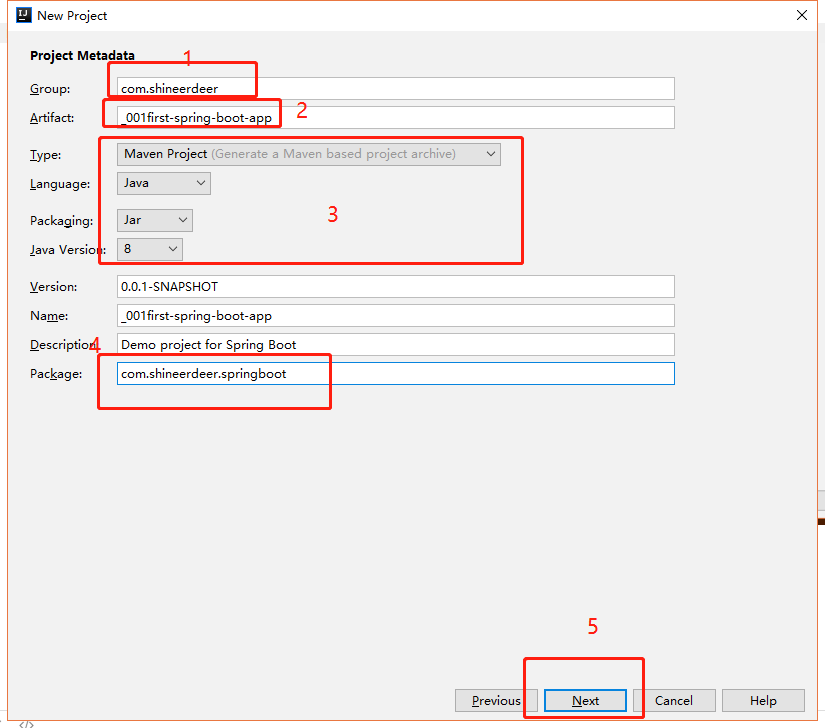 New Project
Project Metadata
1
Group: com.shineerdeer
Artifact: _001first-spring-boot-app
2
Type: Maven Project (Generate a Maven based project archive)
Language: Java
3
Packaging: Jar
Java Version: 8
Version: 0.0.1-SNAPSHOT
Name: _001first-spring-boot-app
Description: Demo project for Spring Boot
4
Package: com.shineerdeer.springboot
5
Previous Next Cancel Help